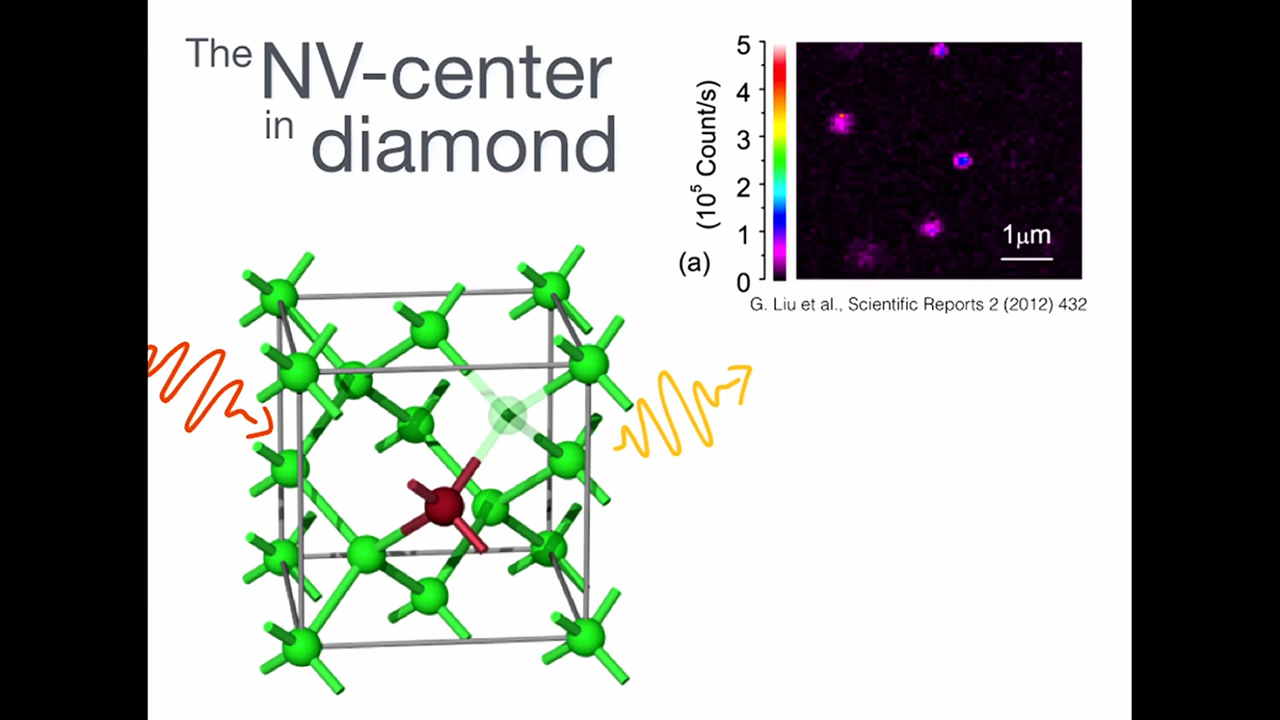 The NV-center
in diamond
5
4
3
2
1
0
(10⁵ Count/s)
(a)
1μm
G. Liu et al., Scientific Reports 2 (2012) 432